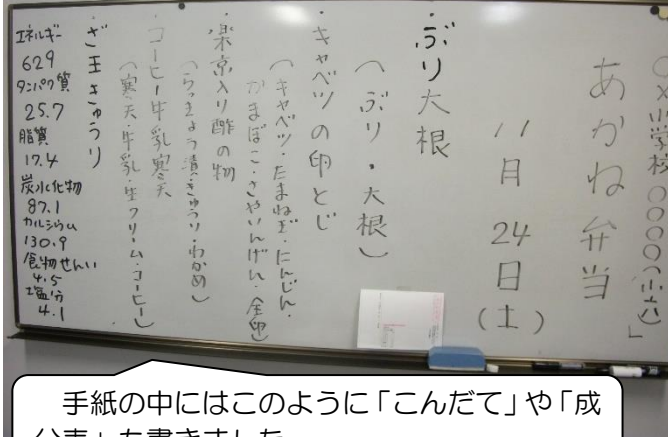 ○×小学校 ○○○○(小六)」
あかね弁当
11月24日(土)
・ぶり大根
(ぶり・大根)
・キャベツの卵とじ
(キャベツ・たまねぎ・にんじん・
かまぼこ・さやいんげん・全卵)
・楽京入り酢の物
(らっきょう漬・きゅうり・わかめ)
・コーヒー牛乳寒天
(寒天・牛乳・生クリーム・コーヒー)
・ざ王きゅうり
エネルギー
629
タンパク質
25.7
脂質
17.4
炭水化物
87.1
カルシウム
130.9
食物せんい
4.5
塩分
4.1
手紙の中にはこのように「こんだて」や「成